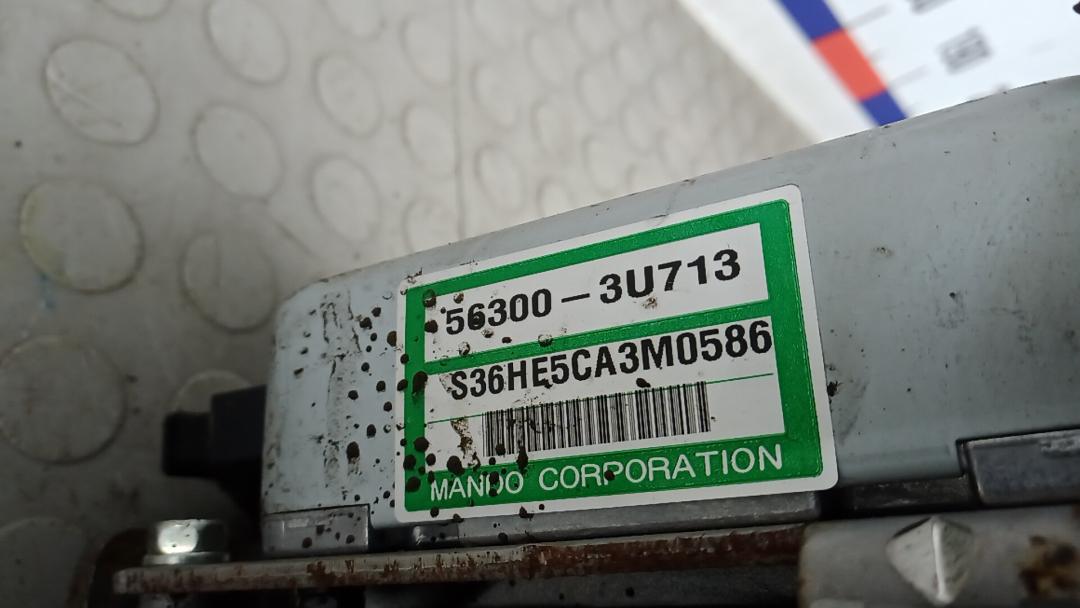 56300-3U713
S36HE5CA3M0586
MANDO CORPORATION